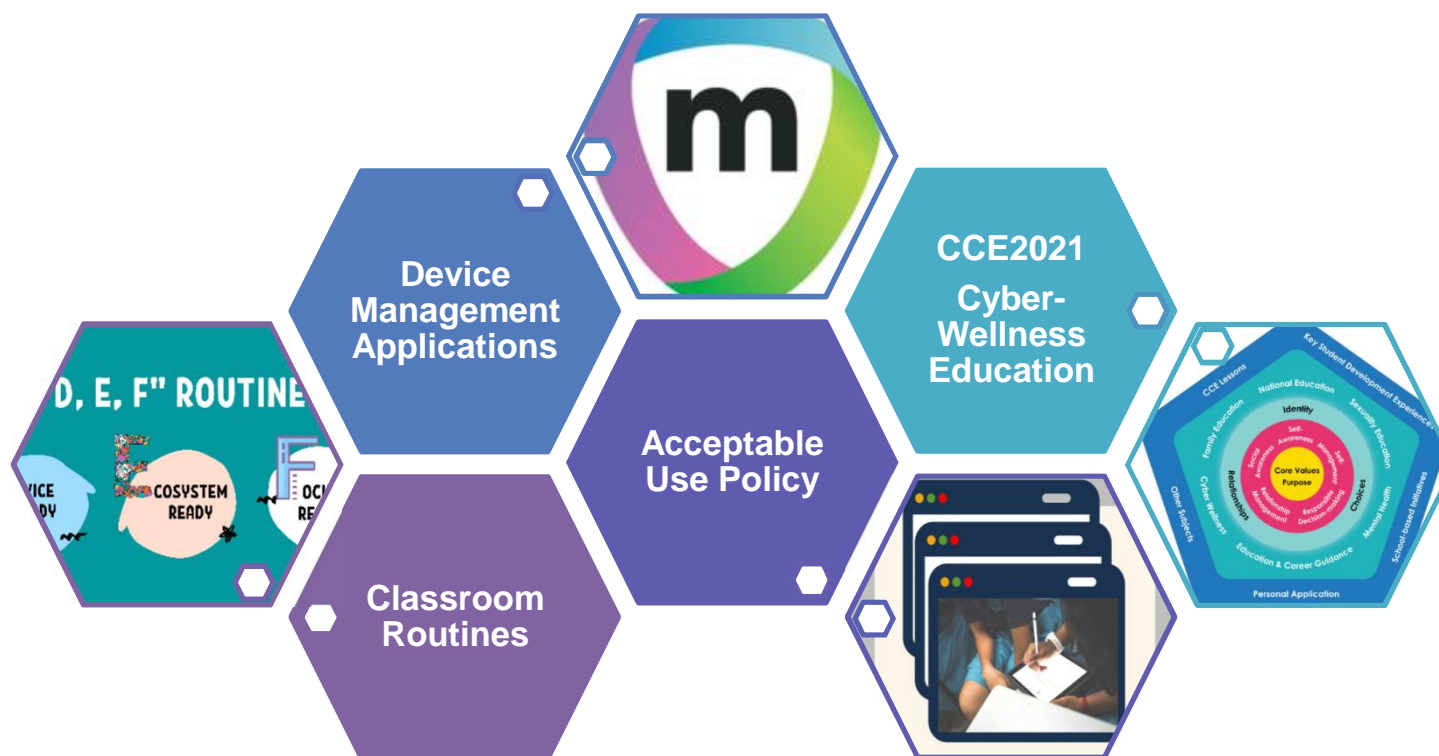 m
Device
Management
Applications
CCE2021
Cyber-
Wellness
Education
D, E, F" ROUTINE
E
COSYSTEM
READY
F
Acceptable
Use Policy
Classroom
Routines
Key Student Development Experiences
CCE Lessons
National Education
Sexuality Education
Family Education
Identity
Self-
Awareness
Self-
Management
Social
Awareness
Core Values
Purpose
Relationship
Management
Responsible
Decision-making
Relationships
Choices
Cyber Wellness
Mental Health
Education & Career Guidance
Other Subjects
School-based Initiatives
Personal Application